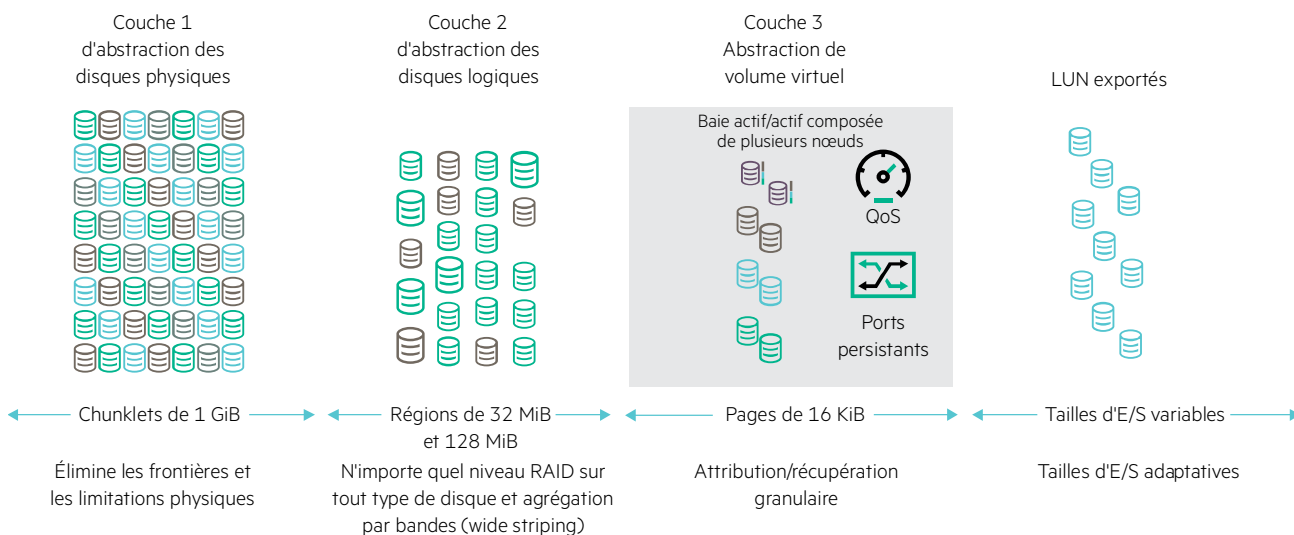 Couche 1
d'abstraction des
disques physiques
Couche 2
d'abstraction des
disques logiques
Couche 3
Abstraction de
volume virtuel
LUN exportés
Baie actif/actif composée
de plusieurs nœuds
QoS
Ports
persistants
Chunklets de 1 GiB
Régions de 32 MiB
et 128 MiB
Pages de 16 KiB
Tailles d'E/S variables
Élimine les frontières et
les limitations physiques
N'importe quel niveau RAID sur
tout type de disque et agrégation
par bandes (wide striping)
Attribution/récupération
granulaire
Tailles d'E/S adaptatives